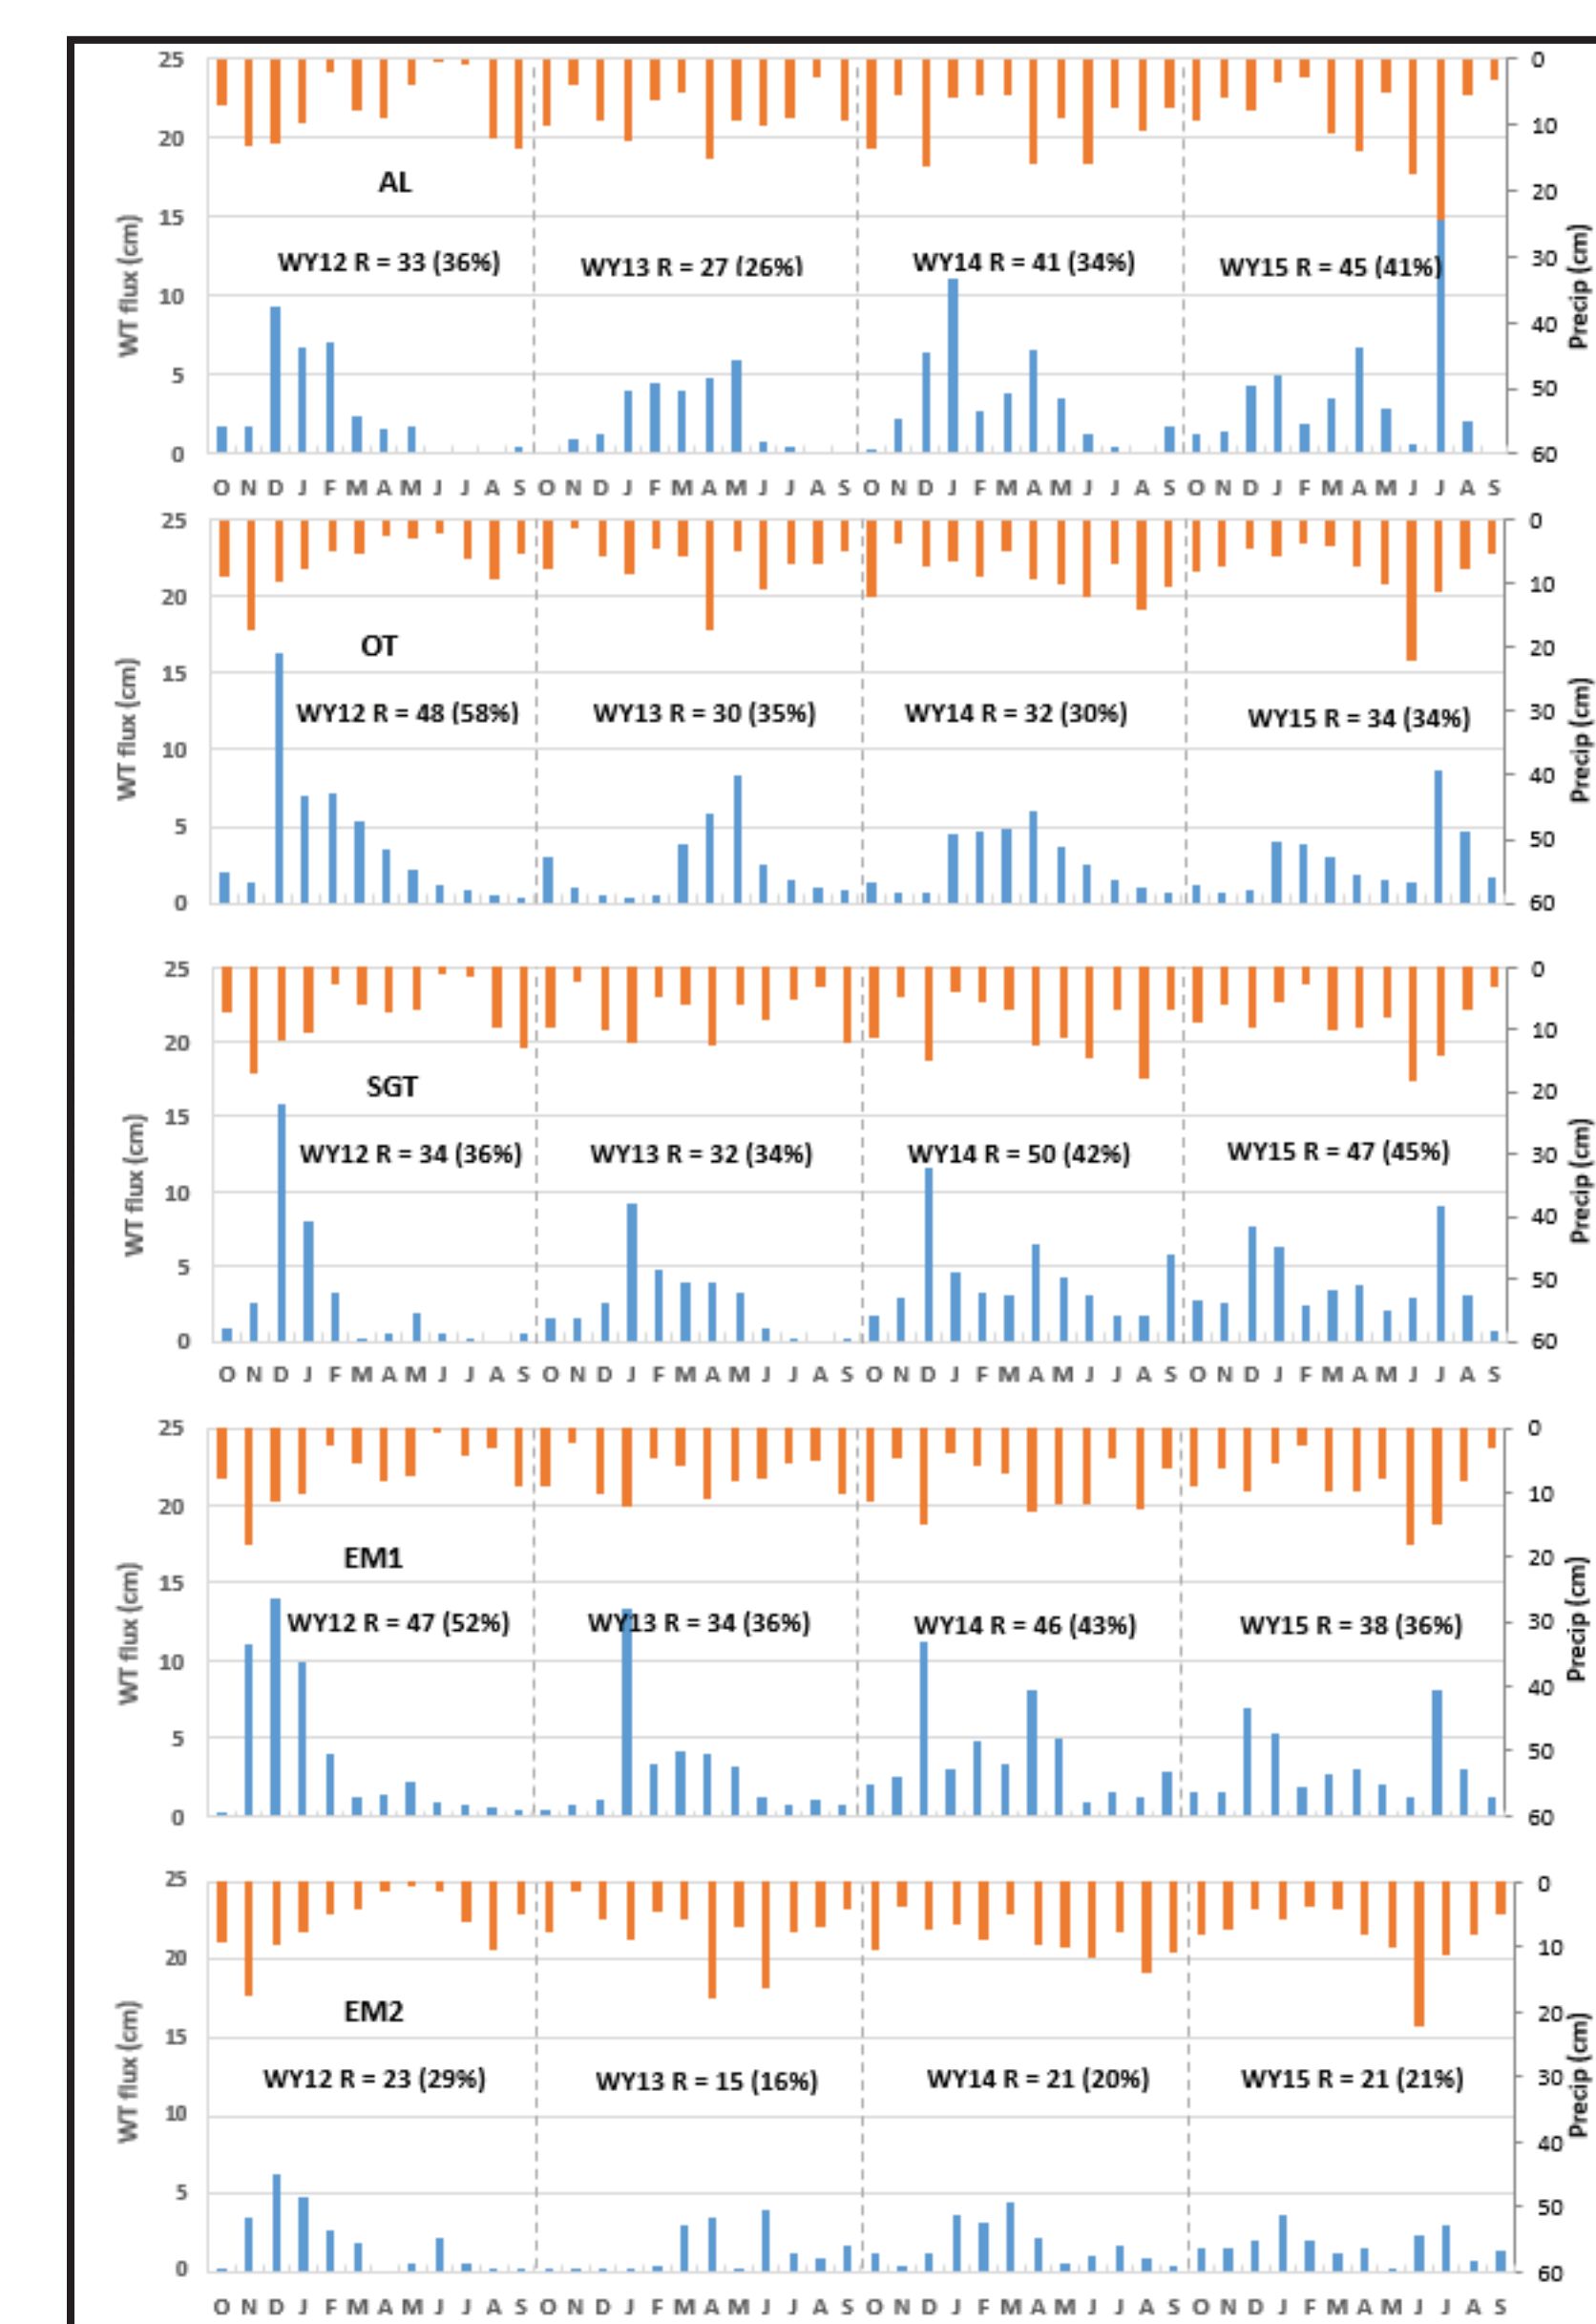 25 0
20 10
AL
20
15
WT flux (cm)
Precip (cm)
WY12 R = 33 (36%) WY13 R = 27 (26%) WY14 R = 41 (34%) WY15 R = 45 (41%)
30
10
40
5
50
0 60
O N D J F M A M J J A S O N D J F M A M J J A S O N D J F M A M J J A S O N D J F M A M J J A S
25 0
20 10
OT
20
15
WT flux (cm)
Precip (cm)
WY12 R = 48 (58%) WY13 R = 30 (35%) WY14 R = 32 (30%) WY15 R = 34 (34%)
30
10
40
5
50
0 60
25 0
20 10
SGT
20
15
WT flux (cm)
Precip (cm)
WY12 R = 34 (36%) WY13 R = 32 (34%) WY14 R = 50 (42%) WY15 R = 47 (45%)
30
10
40
5
50
0 60
O N D J F M A M J J A S O N D J F M A M J J A S O N D J F M A M J J A S O N D J F M A M J J A S
25 0
20 10
EM1
20
15
WT flux (cm)
Precip (cm)
WY12 R = 47 (52%) WY13 R = 34 (36%) WY14 R = 46 (43%) WY15 R = 38 (36%)
30
10
40
5
50
0 60
25 0
20 10
EM2
20
15
WT flux (cm)
Precip (cm)
WY12 R = 23 (29%) WY13 R = 15 (16%) WY14 R = 21 (20%) WY15 R = 21 (21%)
30
10
40
5
50
0 60
O N D J F M A M J J A S O N D J F M A M J J A S O N D J F M A M J J A S O N D J F M A M J J A S